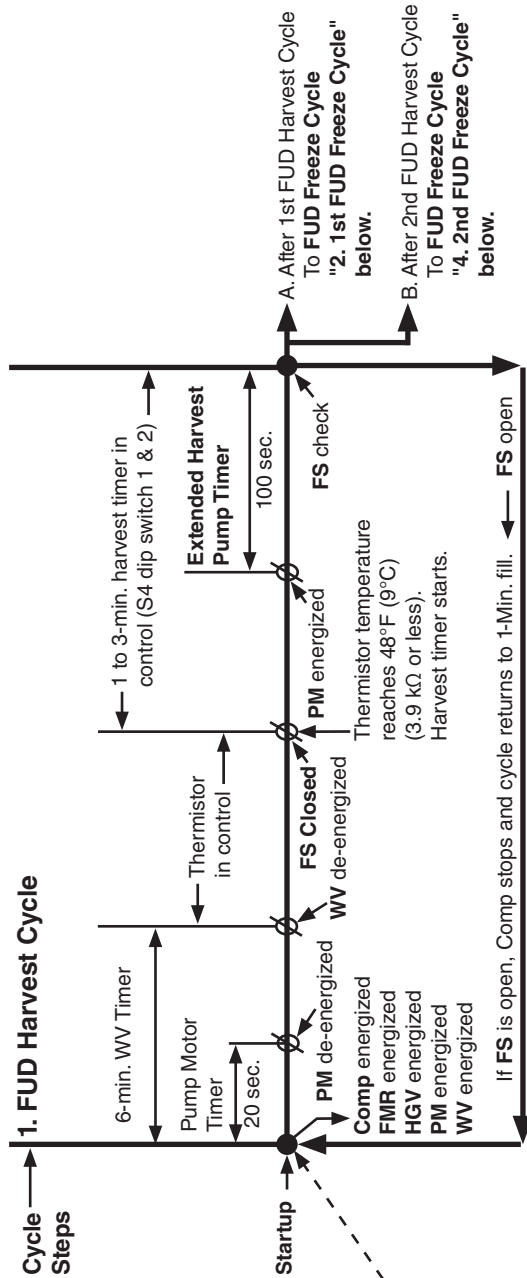 Cycle
Steps
1. FUD Harvest Cycle
6-min. WV Timer
Pump Motor
Timer
20 sec.
Thermistor
in control
1 to 3-min. harvest timer in
control (S4 dip switch 1 & 2)
Extended Harvest
Pump Timer
100 sec.
Startup
PM de-energized
Comp energized
FMR energized
HGV energized
PM energized
WV energized
WV de-energized
FS Closed
Thermistor temperature
reaches 48°F (9°C)
(3.9 kΩ or less).
Harvest timer starts.
PM energized
FS check
A. After 1st FUD Harvest Cycle
To FUD Freeze Cycle
"2. 1st FUD Freeze Cycle"
below.
B. After 2nd FUD Harvest Cycle
To FUD Freeze Cycle
"4. 2nd FUD Freeze Cycle"
below.
If FS is open, Comp stops and cycle returns to 1-Min. fill.
FS open